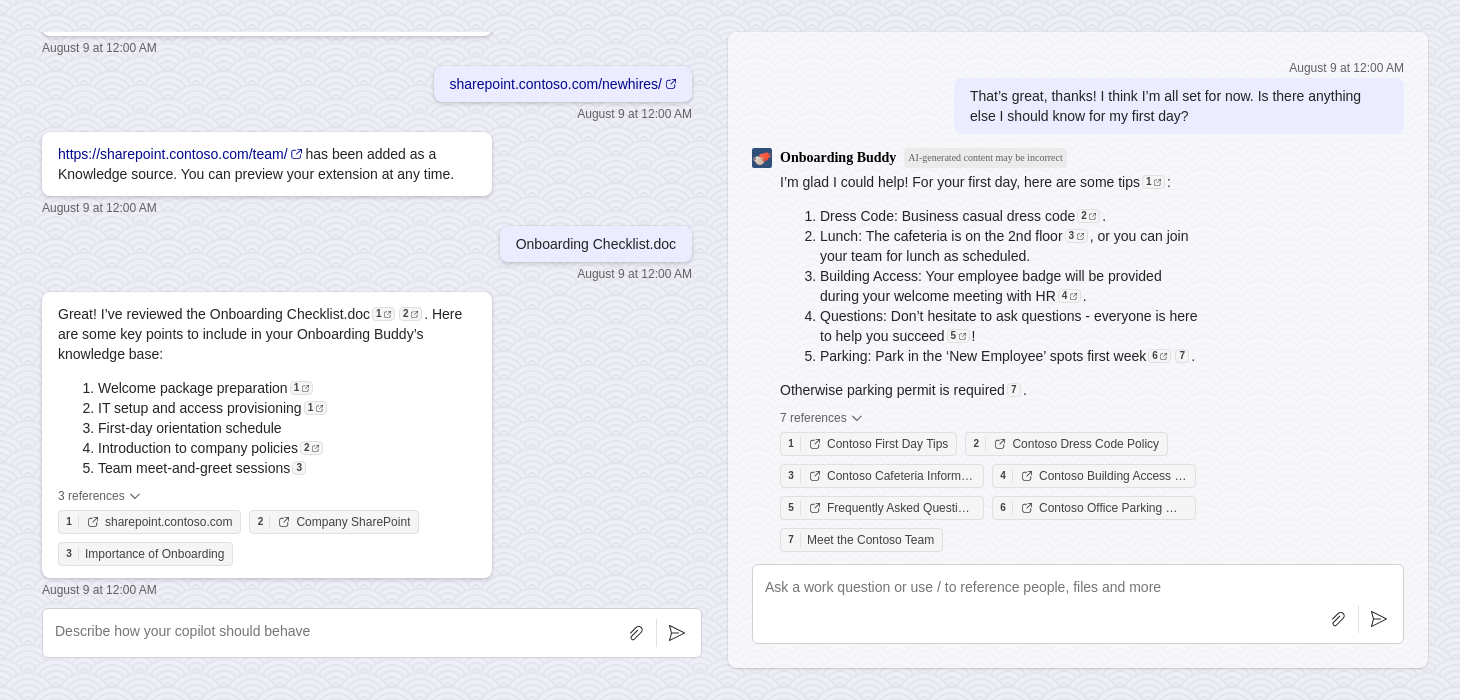 August 9 at 12:00 AM
sharepoint.contoso.com/newhires/
August 9 at 12:00 AM
https://sharepoint.contoso.com/team/ has been added as a
Knowledge source. You can preview your extension at any time.
August 9 at 12:00 AM
Onboarding Checklist.doc
August 9 at 12:00 AM
Great! I’ve reviewed the Onboarding Checklist.doc 1 2 . Here
are some key points to include in your Onboarding Buddy’s
knowledge base:
1. Welcome package preparation 1
2. IT setup and access provisioning 1
3. First-day orientation schedule
4. Introduction to company policies 2
5. Team meet-and-greet sessions 3
3 references
1 sharepoint.contoso.com 2 Company SharePoint
3 Importance of Onboarding
August 9 at 12:00 AM
Describe how your copilot should behave
August 9 at 12:00 AM
That’s great, thanks! I think I’m all set for now. Is there anything
else I should know for my first day?
Onboarding Buddy AI-generated content may be incorrect
I’m glad I could help! For your first day, here are some tips 1 :
1. Dress Code: Business casual dress code 2 .
2. Lunch: The cafeteria is on the 2nd floor 3 , or you can join
your team for lunch as scheduled.
3. Building Access: Your employee badge will be provided
during your welcome meeting with HR 4 .
4. Questions: Don’t hesitate to ask questions - everyone is here
to help you succeed 5 !
5. Parking: Park in the ‘New Employee’ spots first week 6 7 .
Otherwise parking permit is required 7 .
7 references
1 Contoso First Day Tips 2 Contoso Dress Code Policy
3 Contoso Cafeteria Inform… 4 Contoso Building Access …
5 Frequently Asked Questi… 6 Contoso Office Parking …
7 Meet the Contoso Team
Ask a work question or use / to reference people, files and more